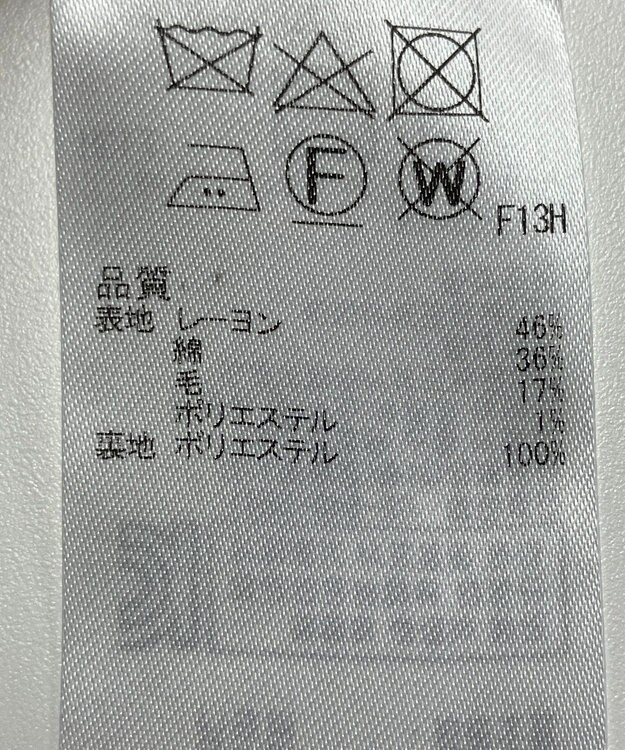 F W F13H
品質
表地 レーヨン 46%
綿 36%
毛 17%
ポリエステル 1%
裏地 ポリエステル 100%